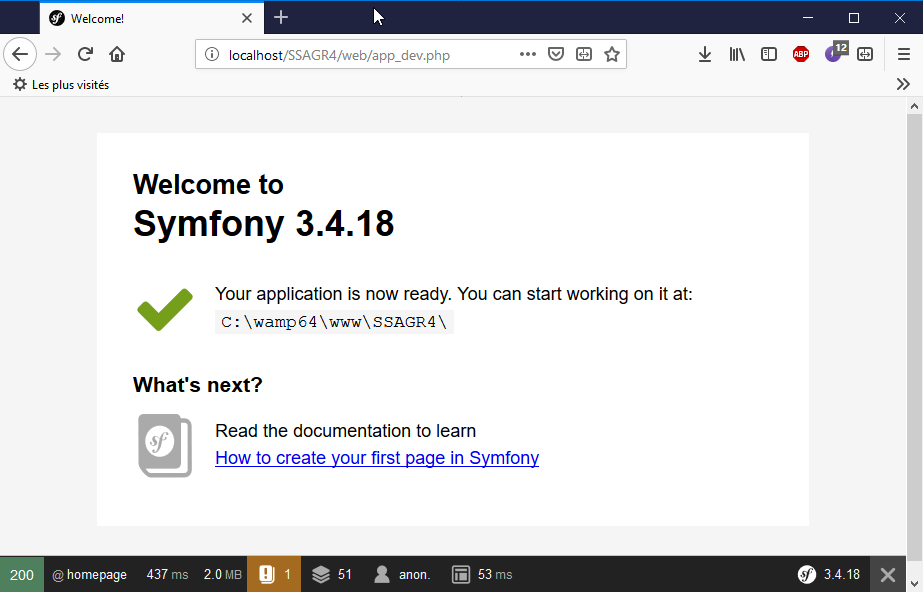 Welcome!
localhost/SSAGR4/web/app_dev.php
ABP
12
Les plus visités
Welcome to
Symfony 3.4.18
Your application is now ready. You can start working on it at:
C:\wamp64\www\SSAGR4\
What's next?
Read the documentation to learn
How to create your first page in Symfony
200 @ homepage 437 ms 2.0 MB 1 51 anon. 53 ms 3.4.18